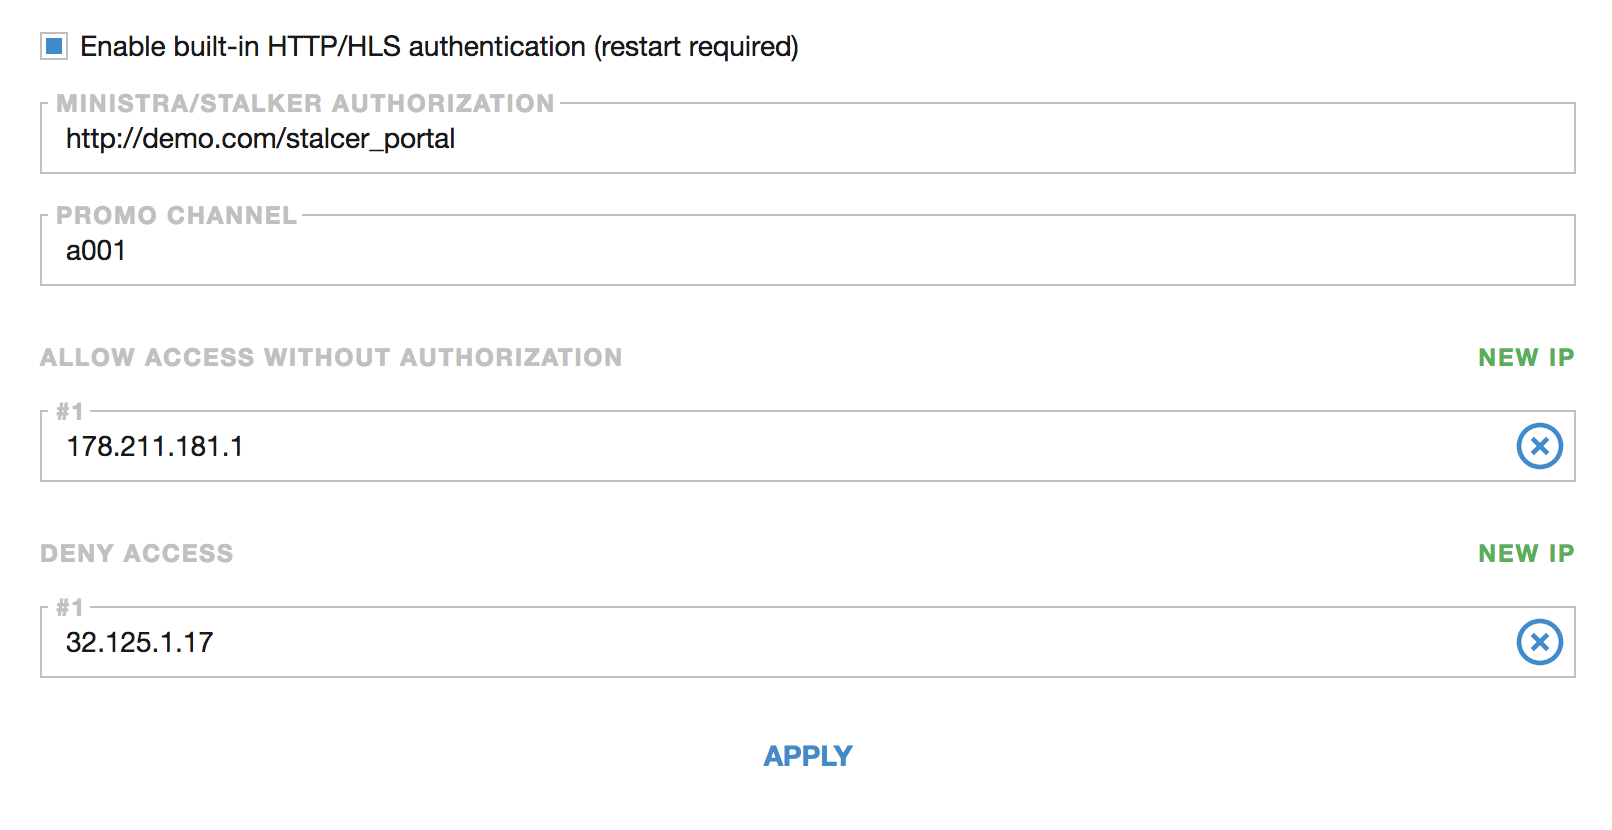 Enable built-in HTTP/HLS authentication (restart required)
MINISTRA/STALKER AUTHORIZATION
http://demo.com/stalcer_portal
PROMO CHANNEL
a001
ALLOW ACCESS WITHOUT AUTHORIZATION NEW IP
#1
178.211.181.1
DENY ACCESS NEW IP
#1
32.125.1.17
APPLY